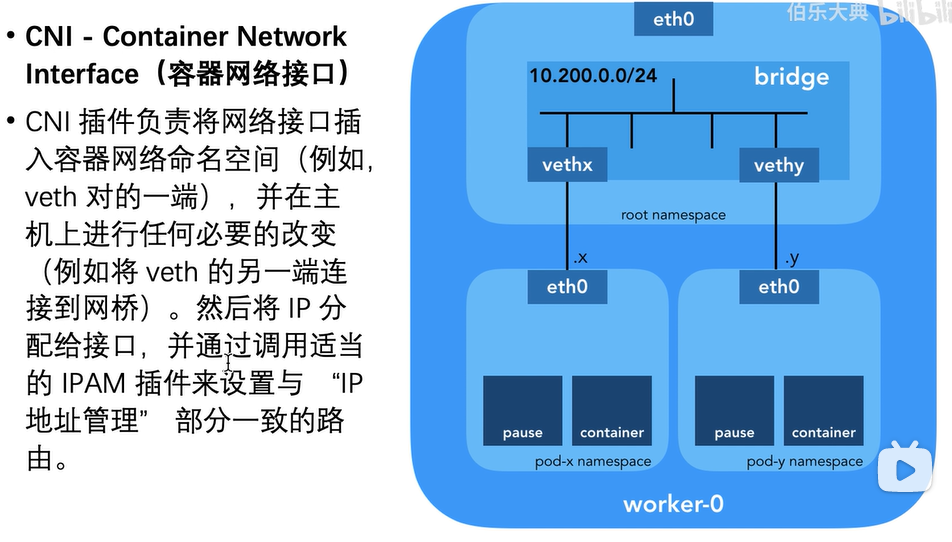 • CNI - Container Network
Interface（容器网络接口）
• CNI 插件负责将网络接口插
入容器网络命名空间（例如，
veth 对的一端），并在主
机上进行任何必要的改变
（例如将 veth 的另一端连
接到网桥）。然后将 IP 分
配给接口，并通过调用适当
的 IPAM 插件来设置与 “IP
地址管理” 部分一致的路
由。
伯乐大典 bilibili
eth0
10.200.0.0/24
bridge
vethx
vethy
root namespace
.x
.y
eth0
eth0
pause
container
pause
container
pod-x namespace
pod-y namespace
worker-0